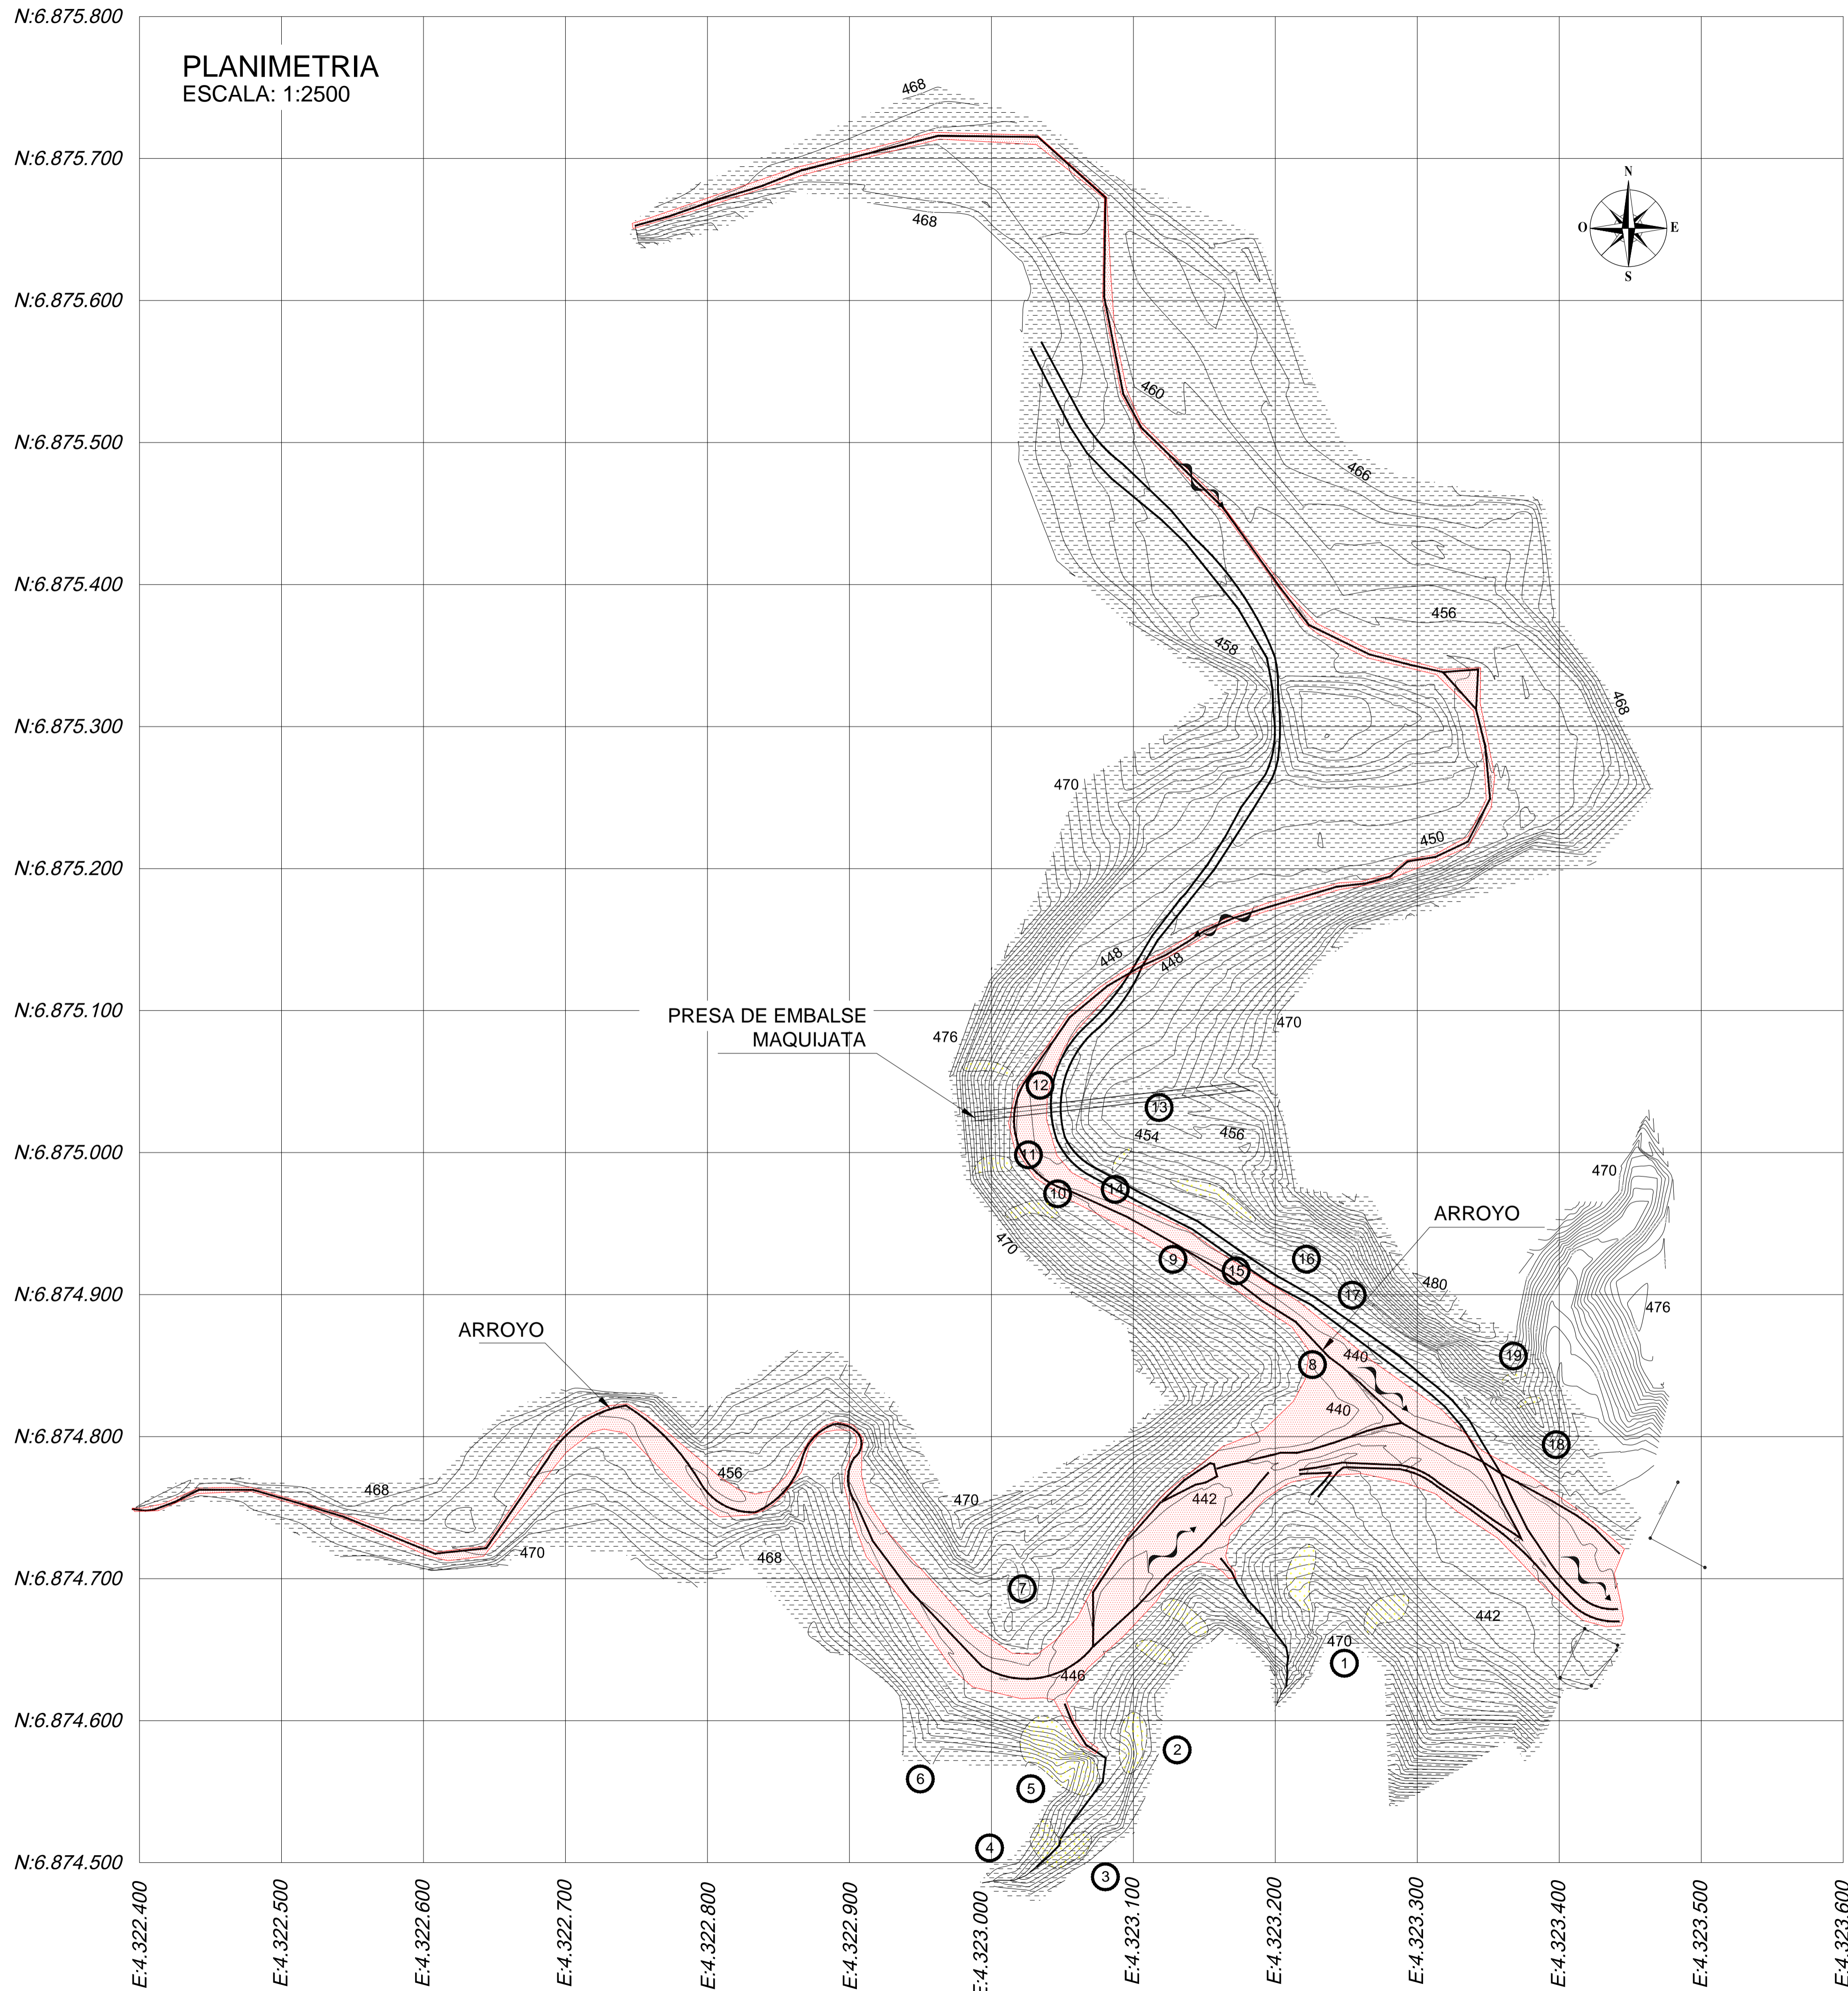 N:6.875.800
PLANIMETRIA
ESCALA: 1:2500
468
N:6.875.700
N
O
E
S
468
N:6.875.600
460
N:6.875.500
466
N:6.875.400
456
458
468
N:6.875.300
470
450
N:6.875.200
448
448
N:6.875.100
PRESA DE EMBALSE
MAQUIJATA
476
470
12
13
454
456
N:6.875.000
11
10
14
470
470
ARROYO
9
15
16
17
480
N:6.874.900
476
ARROYO
8
440
19
440
N:6.874.800
18
468
456
470
442
470
468
N:6.874.700
7
442
470
1
446
N:6.874.600
2
6
5
4
3
N:6.874.500
E:4.322.400
E:4.322.500
E:4.322.600
E:4.322.700
E:4.322.800
E:4.322.900
E:4.323.000
E:4.323.100
E:4.323.200
E:4.323.300
E:4.323.400
E:4.323.500
E:4.323.600